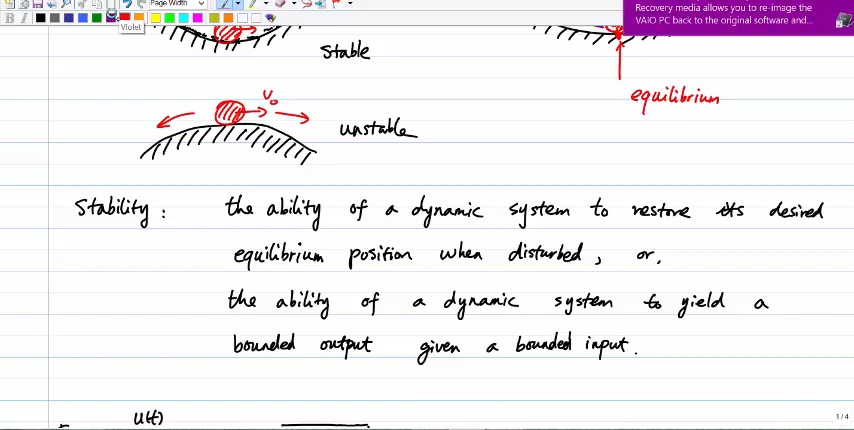 Page Width
Recovery media allows you to re-image the
VAIO PC back to the original software and...
B I
Violet
stable
equilibrium
V₀
unstable
Stability : the ability of a dynamic system to restore its desired
equilibrium position when disturbed, or,
the ability of a dynamic system to yield a
bounded output given a bounded input.
1 / 4
u(t)